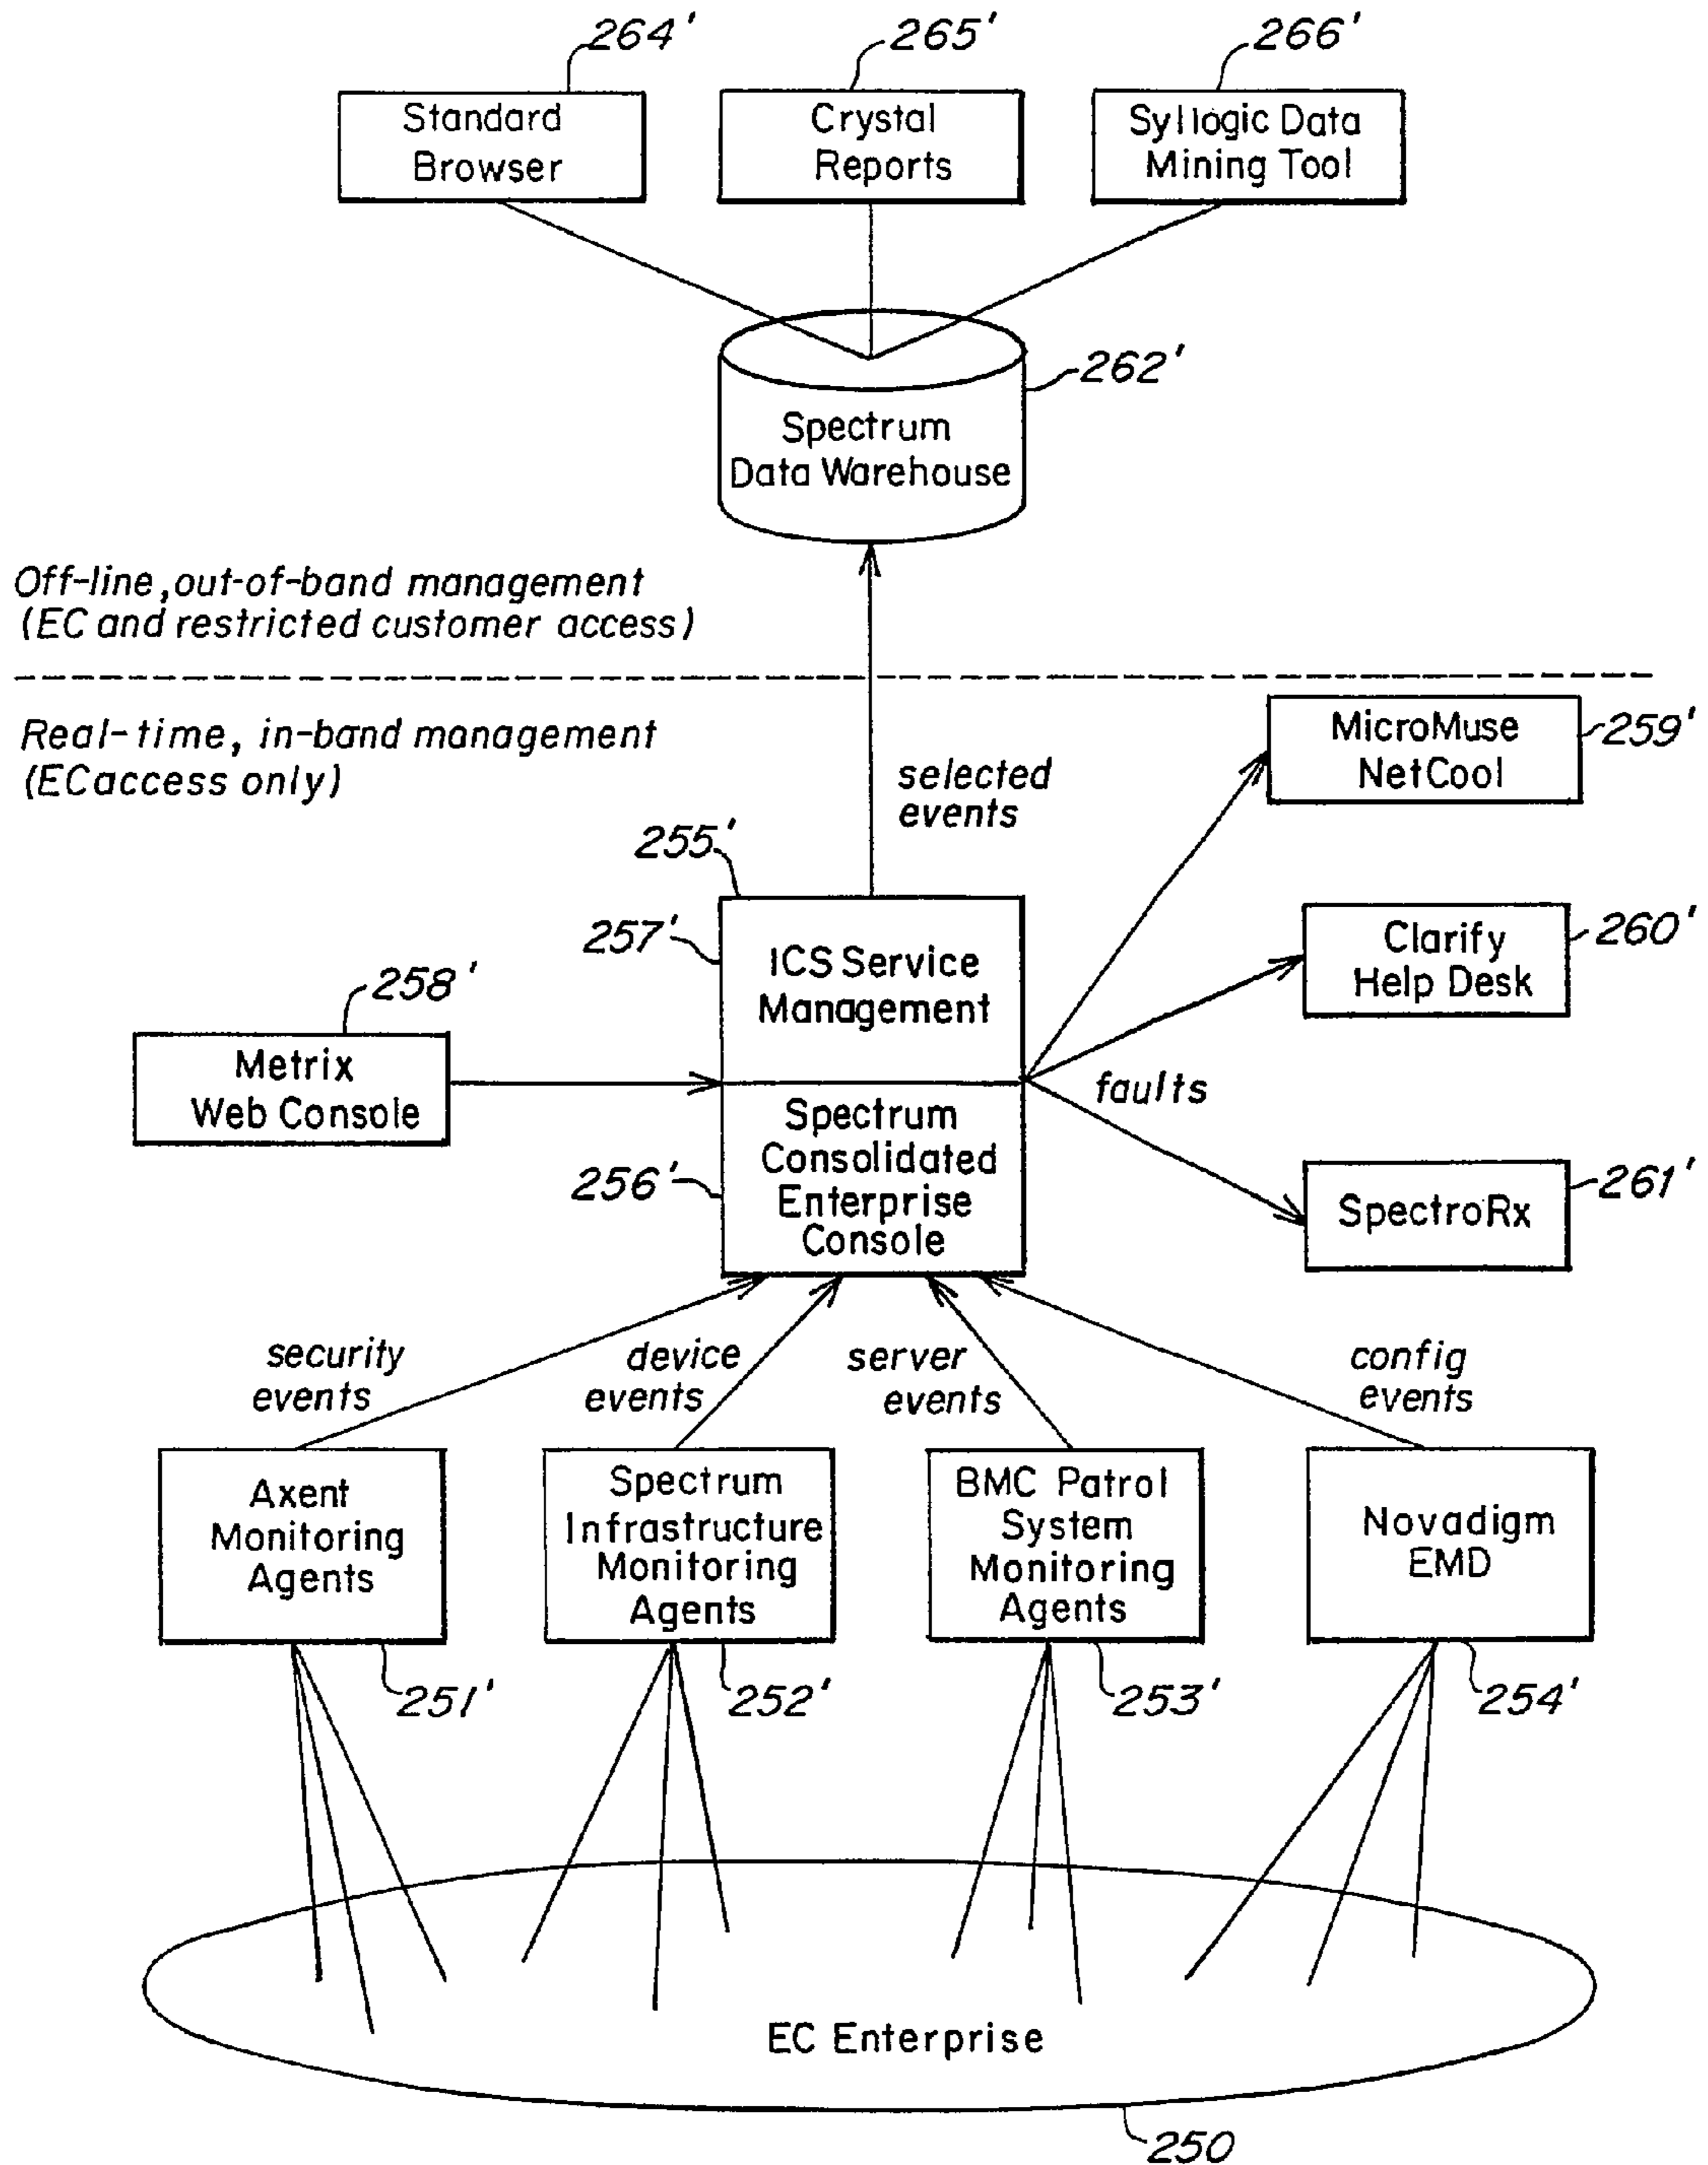 264'
265'
266'
Standard
Browser
Crystal
Reports
Syllogic Data
Mining Tool
262'
Spectrum
Data Warehouse
Off-line, out-of-band management
(EC and restricted customer access)
Real-time, in-band management
(EC access only)
selected
events
MicroMuse
NetCool
259'
255'
257'
ICS Service
Management
Clarify
Help Desk
260'
258'
Metrix
Web Console
faults
256'
Spectrum
Consolidated
Enterprise
Console
SpectroRx
261'
security
events
device
events
server
events
config
events
Axent
Monitoring
Agents
Spectrum
Infrastructure
Monitoring
Agents
BMC Patrol
System
Monitoring
Agents
Novadigm
EMD
251'
252'
253'
254'
EC Enterprise
250